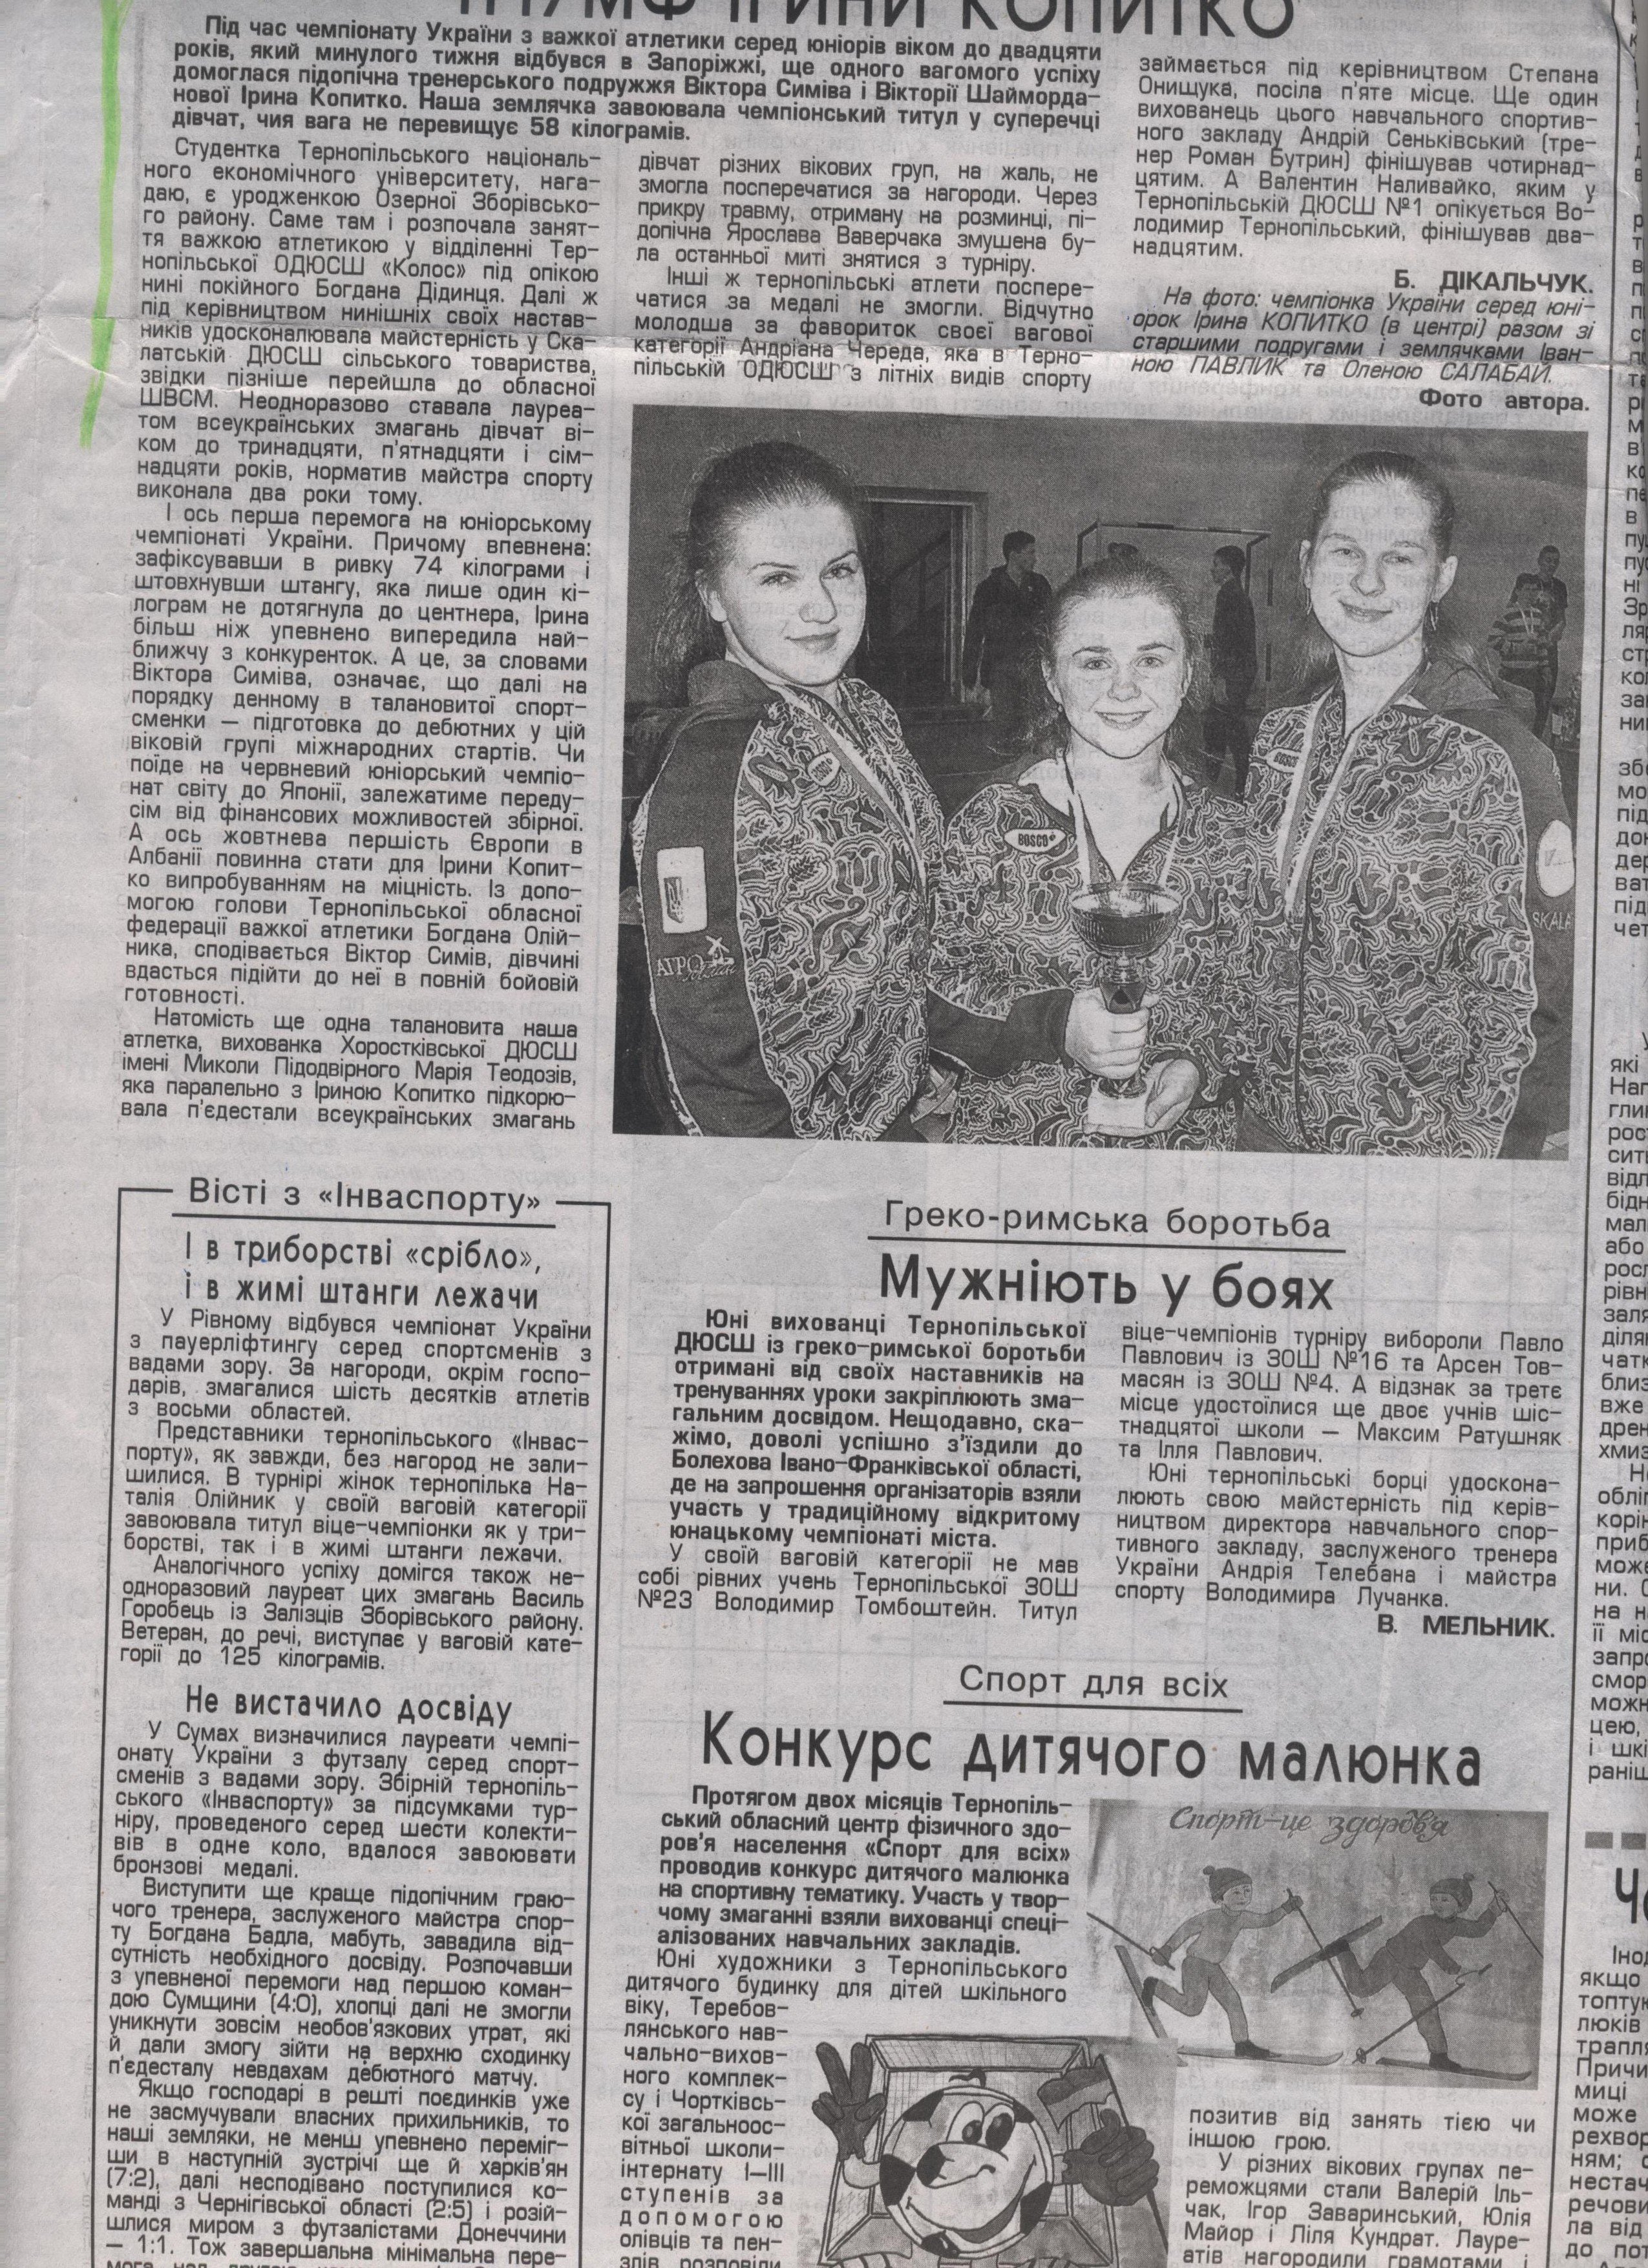 ТРІУМФ ІРИНИ КОПИТКО
Під час чемпіонату України з важкої атлетики серед юніорів віком до двадцяти
років, який минулого тижня відбувся в Запоріжжі, ще одного вагомого успіху
домоглася підопічна тренерського подружжя Віктора Симіва і Вікторії Шайморда-
нової Ірина Копитко. Наша землячка завоювала чемпіонський титул у суперечці
дівчат, чия вага не перевищує 58 кілограмів.
Студентка Тернопільського національ-
ного економічного університету, нага-
даю, є уродженкою Озерної Зборівсько-
го району. Саме там і розпочала занят-
тя важкою атлетикою у відділенні Тер-
нопільської ОДЮСШ «Колос» під опікою
нині покійного Богдана Дідинця. Далі ж
під керівництвом нинішніх своїх настав-
ників удосконалювала майстерність у Ска-
латській ДЮСШ сільського товариства,
звідки пізніше перейшла до обласної
ШВСМ. Неодноразово ставала лауреа-
том всеукраїнських змагань дівчат ві-
ком до тринадцяти, п'ятнадцяти і сім-
надцяти років, норматив майстра спорту
виконала два роки тому.
І ось перша перемога на юніорському
чемпіонаті України. Причому впевнена:
зафіксувавши в ривку 74 кілограми і
штовхнувши штангу, яка лише один кі-
лограм не дотягнула до центнера, Ірина
більш ніж упевнено випередила най-
ближчу з конкуренток. А це, за словами
Віктора Симіва, означає, що далі на
порядку денному в талановитої спорт-
сменки — підготовка до дебютних у цій
віковій групі міжнародних стартів. Чи
поїде на червневий юніорський чемпіо-
нат світу до Японії, залежатиме переду-
сім від фінансових можливостей збірної.
А ось жовтнева першість Європи в
Албанії повинна стати для Ірини Копит-
ко випробуванням на міцність. Із допо-
могою голови Тернопільської обласної
федерації важкої атлетики Богдана Олій-
ника, сподівається Віктор Симів, дівчині
вдасться підійти до неї в повній бойовій
готовності.
Натомість ще одна талановита наша
атлетка, вихованка Хоростківської ДЮСШ
імені Миколи Підодвірного Марія Теодозів,
яка паралельно з Іриною Копитко підкорю-
вала п'єдестали всеукраїнських змагань
дівчат різних вікових груп, на жаль, не
змогла посперечатися за нагороди. Через
прикру травму, отриману на розминці, пі-
допічна Ярослава Ваверчака змушена бу-
ла останньої миті знятися з турніру.
Інші ж тернопільські атлети поспере-
чатися за медалі не змогли. Відчутно
молодша за фавориток своєї вагової
категорії Андріана Череда, яка в Терно-
пільській ОДЮСШ з літніх видів спорту
займається під керівництвом Степана
Онищука, посіла п'яте місце. Ще один
вихованець цього навчального спортив-
ного закладу Андрій Сеньківський (тре-
нер Роман Бутрин) фінішував чотирнад-
цятим. А Валентин Наливайко, яким у
Тернопільській ДЮСШ №1 опікується Во-
лодимир Тернопільський, фінішував два-
надцятим.
Б. ДІКАЛЬЧУК.
На фото: чемпіонка України серед юні-
орок Ірина КОПИТКО (в центрі) разом зі
старшими подругами і землячками Іван-
ною ПАВЛИК та Оленою САЛАБАЙ.
Фото автора.
BOSCO
АГРО
SKALA
Вісті з «Інваспорту»
І в триборстві «срібло»,
і в жимі штанги лежачи
У Рівному відбувся чемпіонат України
з пауерліфтингу серед спортсменів з
вадами зору. За нагороди, окрім госпо-
дарів, змагалися шість десятків атлетів
з восьми областей.
Представники тернопільського «Інвас-
порту», як завжди, без нагород не зали-
шилися. В турнірі жінок тернопілька На-
талія Олійник у своїй ваговій категорії
завоювала титул віце-чемпіонки як у три-
борстві, так і в жимі штанги лежачи.
Аналогічного успіху домігся також не-
одноразовий лауреат цих змагань Василь
Горобець із Залізців Зборівського району.
Ветеран, до речі, виступає у ваговій кате-
горії до 125 кілограмів.
Не вистачило досвіду
У Сумах визначилися лауреати чемпі-
онату України з футзалу серед спорт-
сменів з вадами зору. Збірній тернопіль-
ського «Інваспорту» за підсумками тур-
ніру, проведеного серед шести колекти-
вів в одне коло, вдалося завоювати
бронзові медалі.
Виступити ще краще підопічним граю-
чого тренера, заслуженого майстра спор-
ту Богдана Бадла, мабуть, завадила від-
сутність необхідного досвіду. Розпочавши
з упевненої перемоги над першою коман-
дою Сумщини (4:0), хлопці далі не змогли
уникнути зовсім необов'язкових утрат, які
й дали змогу зійти на верхню сходинку
п'єдесталу невдахам дебютного матчу.
Якщо господарі в решті поєдинків уже
не засмучували власних прихильників, то
наші земляки, не менш упевнено переміг-
ши в наступній зустрічі ще й харків'ян
(7:2), далі несподівано поступилися ко-
манді з Чернігівської області (2:5) і розій-
шлися миром з футзалістами Донеччини
— 1:1. Тож завершальна мінімальна пере-
Греко-римська боротьба
Мужніють у боях
Юні вихованці Тернопільської
ДЮСШ із греко-римської боротьби
отримані від своїх наставників на
тренуваннях уроки закріплюють зма-
гальним досвідом. Нещодавно, ска-
жімо, доволі успішно з'їздили до
Болехова Івано-Франківської області,
де на запрошення організаторів взяли
участь у традиційному відкритому
юнацькому чемпіонаті міста.
У своїй ваговій категорії не мав
собі рівних учень Тернопільської ЗОШ
№23 Володимир Томбоштейн. Титул
віце-чемпіонів турніру вибороли Павло
Павлович із ЗОШ №16 та Арсен Тов-
масян із ЗОШ №4. А відзнак за третє
місце удостоїлися ще двоє учнів шіс-
тнадцятої школи — Максим Ратушняк
та Ілля Павлович.
Юні тернопільські борці удоскона-
люють свою майстерність під керів-
ництвом директора навчального спор-
тивного закладу, заслуженого тренера
України Андрія Телебана і майстра
спорту Володимира Лучанка.
В. МЕЛЬНИК.
Спорт для всіх
Конкурс дитячого малюнка
Протягом двох місяців Тернопіль-
ський обласний центр фізичного здо-
ров'я населення «Спорт для всіх»
проводив конкурс дитячого малюнка
на спортивну тематику. Участь у твор-
чому змаганні взяли вихованці спеці-
алізованих навчальних закладів.
Юні художники з Тернопільського
дитячого будинку для дітей шкільного
віку, Теребов-
лянського нав-
чально-вихов-
ного комплек-
су і Чортківсь-
кої загальноос-
вітньої школи-
інтернату І—ІІІ
ступенів за
допомогою
олівців та пен-
злів розповіли
Спорт-це здоров'я
позитив від занять тією чи
іншою грою.
У різних вікових групах пе-
реможцями стали Валерій Іль-
чак, Ігор Заваринський, Юлія
Майор і Ліля Кундрат. Лауре-
атів нагородили грамотами і